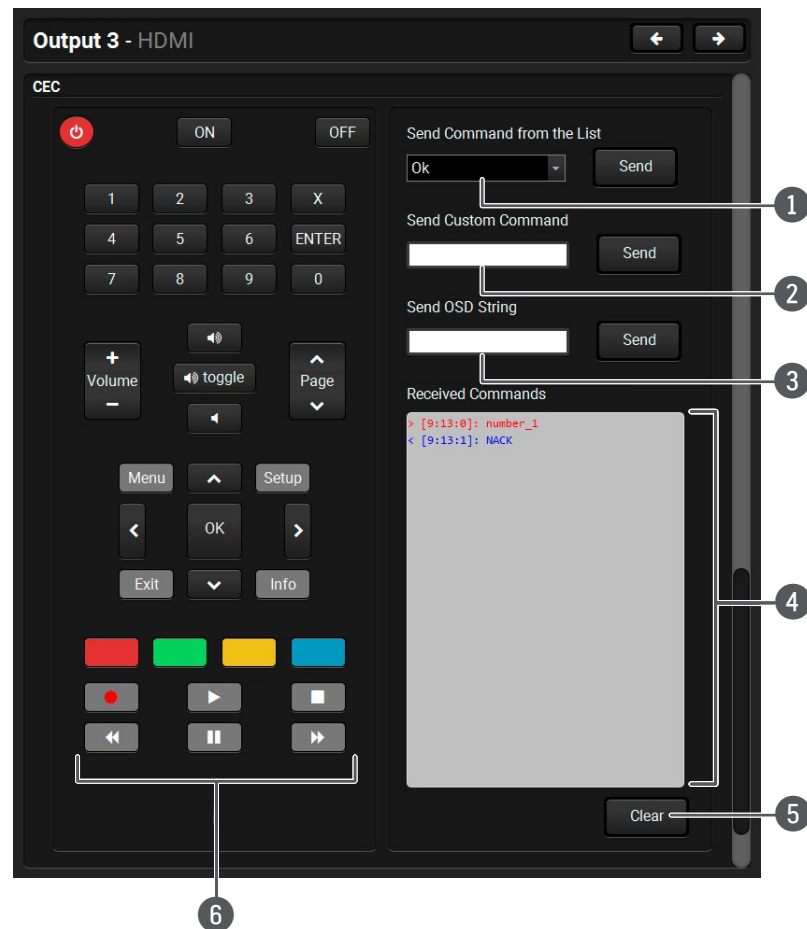 Output 3 - HDMI
CEC
ON OFF
1 2 3 X
4 5 6 ENTER
7 8 9 0
+
Volume
−
toggle
Page
Menu Setup
OK
Exit Info
Send Command from the List
Ok Send
1
Send Custom Command
Send
2
Send OSD String
Send
3
Received Commands
> [9:13:0]: number_1
< [9:13:1]: NACK
4
Clear
5
6